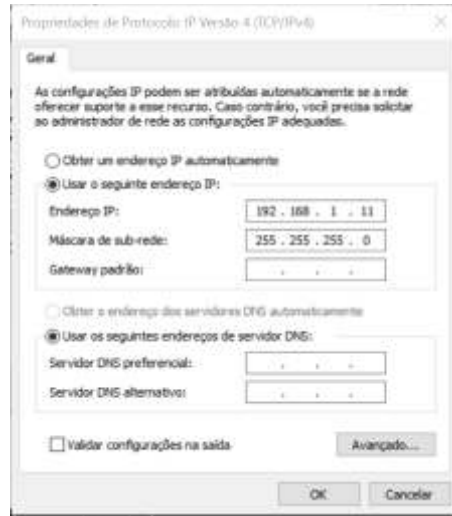 Propriedades de Protocolo IP Versão 4 (TCP/IPv4)
Geral
As configurações IP podem ser atribuídas automaticamente se a rede
oferecer suporte a esse recurso. Caso contrário, você precisa solicitar
ao administrador de rede as configurações IP adequadas.
Obter um endereço IP automaticamente
Usar o seguinte endereço IP:
Endereço IP: 192 . 168 . 1 . 11
Máscara de sub-rede: 255 . 255 . 255 . 0
Gateway padrão: . . .
Obter o endereço dos servidores DNS automaticamente
Usar os seguintes endereços de servidor DNS:
Servidor DNS preferencial: . . .
Servidor DNS alternativo: . . .
Validar configurações na saída
Avançado...
OK Cancelar